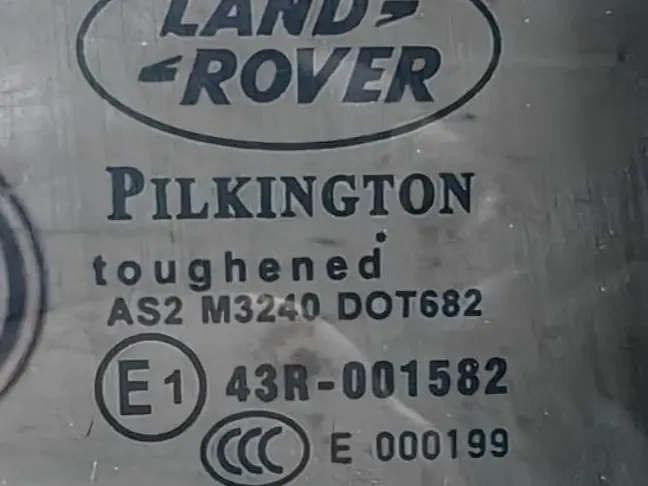 LAND
ROVER
PILKINGTON
toughened
AS2 M3240 DOT682
E1 43R-001582
CCC E 000199